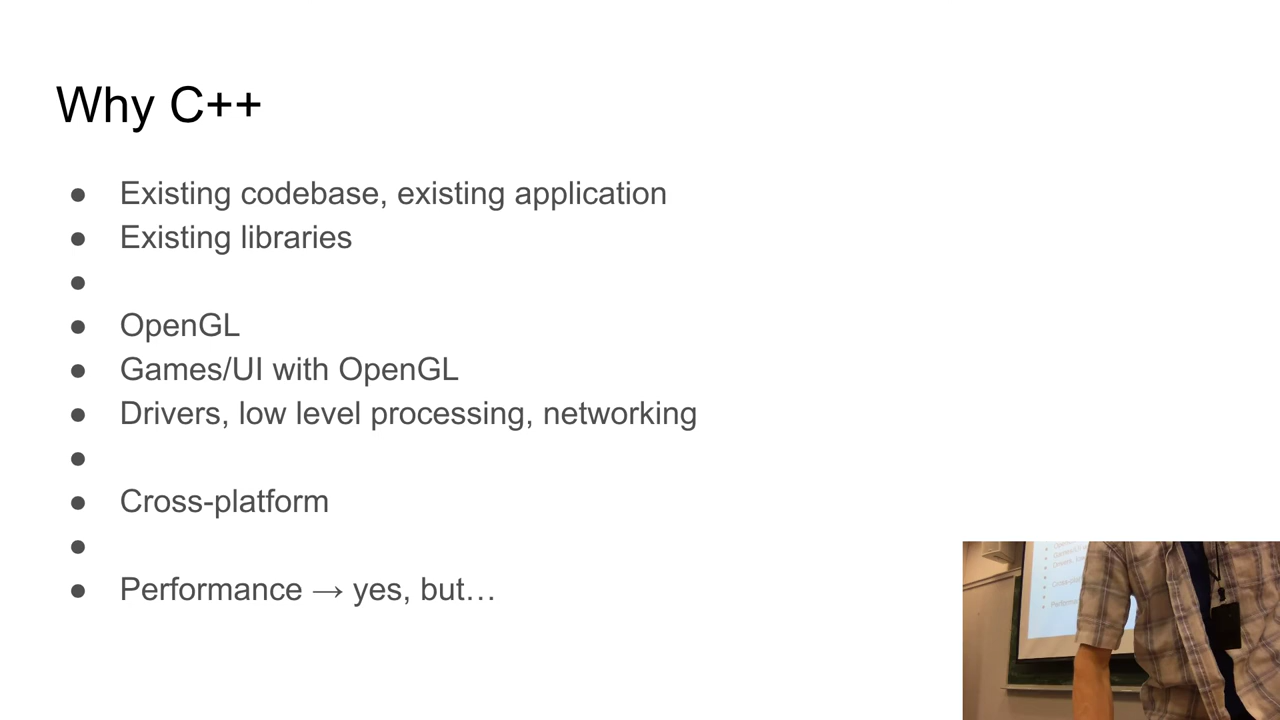 Why C++
● Existing codebase, existing application
● Existing libraries
●
● OpenGL
● Games/UI with OpenGL
● Drivers, low level processing, networking
●
● Cross-platform
●
● Performance → yes, but…